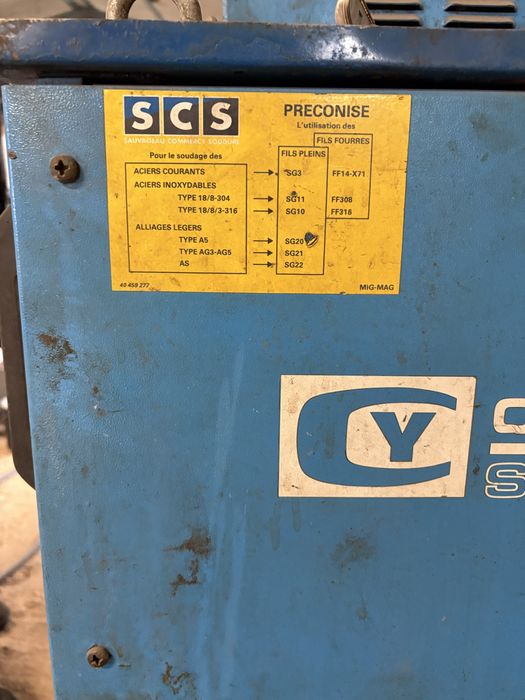 SCS
SAUVAGEAU COMMERCY SOUDURE
PRECONISE
L'utilisation des
FILS FOURRES
Pour le soudage des
FILS PLEINS
ACIERS COURANTS SG3 FF14-X71
ACIERS INOXYDABLES
TYPE 18/8-304 SG11 FF308
TYPE 18/8/3-316 SG10 FF316
ALLIAGES LEGERS
TYPE A5 SG20
TYPE AG3-AG5 SG21
AS SG22
40 459 277
MIG-MAG
CY
S